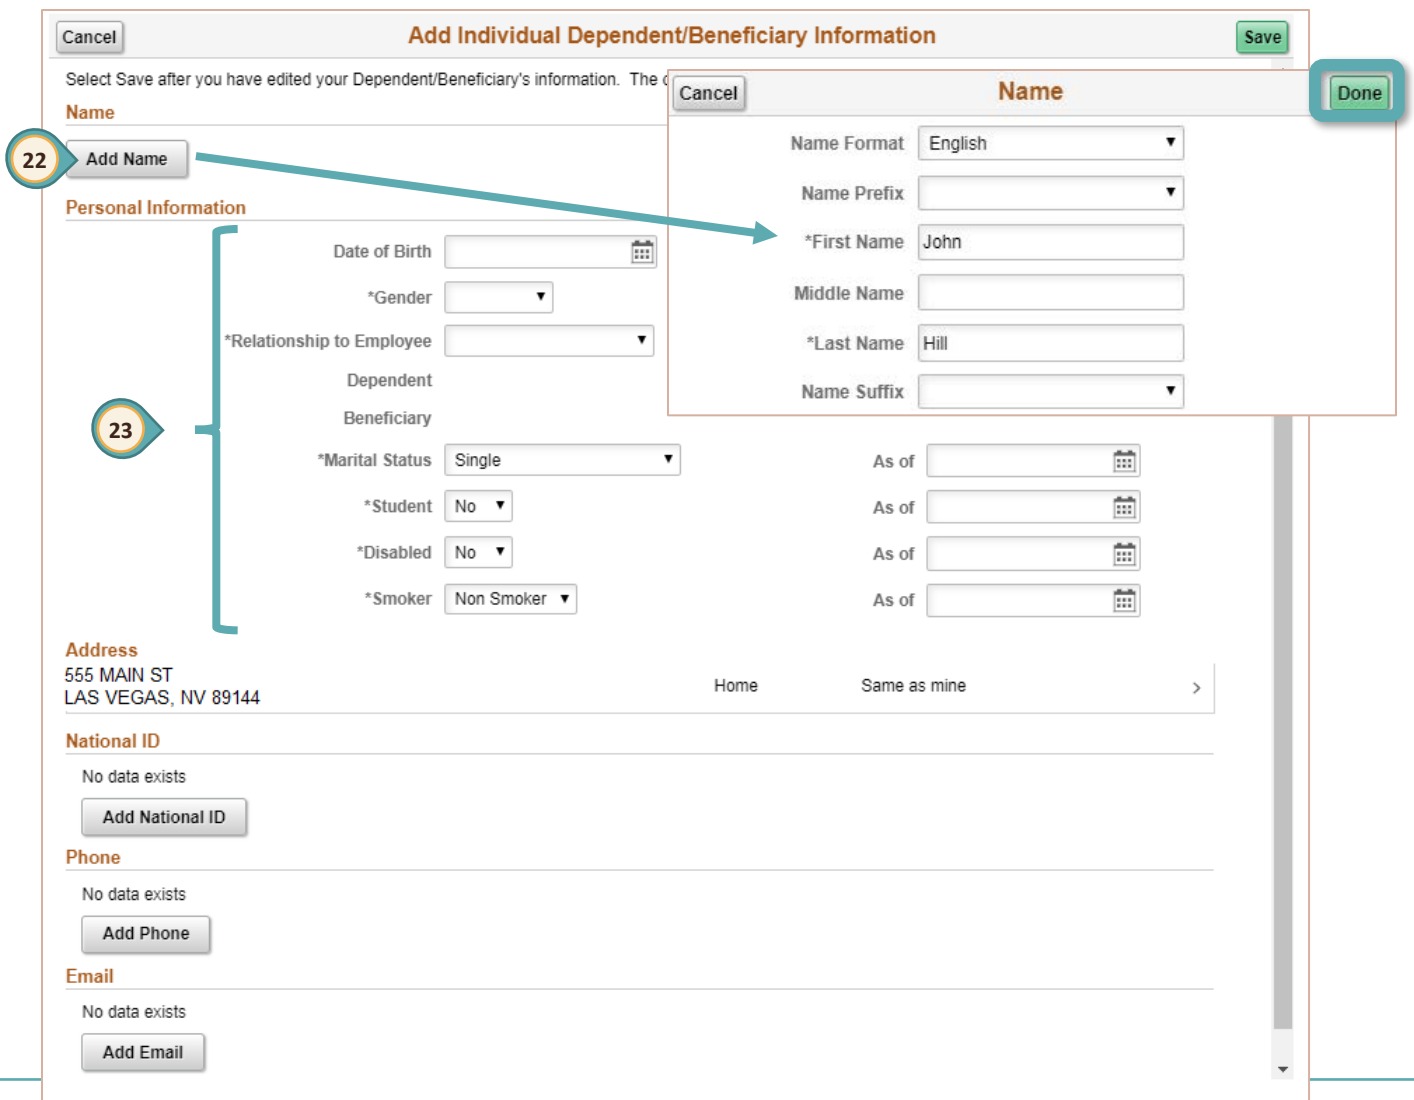 Cancel
Add Individual Dependent/Beneficiary Information
Save
Select Save after you have edited your Dependent/Beneficiary's information. The
Name
22
Add Name
Cancel
Name
Done
Name Format English
Name Prefix
*First Name John
Middle Name
*Last Name Hill
Name Suffix
Personal Information
23
Date of Birth
*Gender
*Relationship to Employee
Dependent
Beneficiary
*Marital Status Single As of
*Student No As of
*Disabled No As of
*Smoker Non Smoker As of
Address
555 MAIN ST
LAS VEGAS, NV 89144
Home Same as mine
National ID
No data exists
Add National ID
Phone
No data exists
Add Phone
Email
No data exists
Add Email